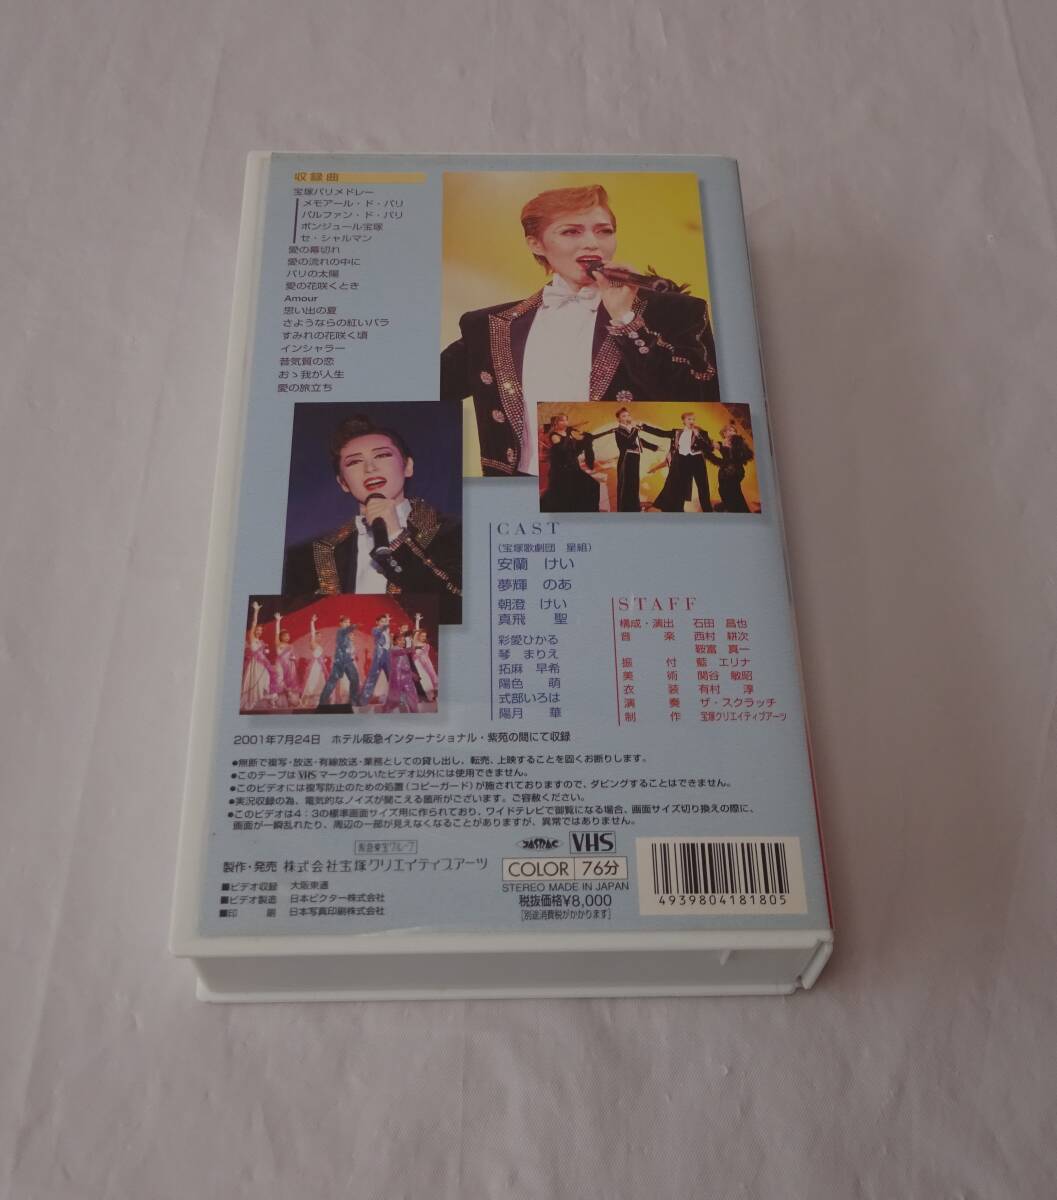 収録曲
宝塚パリメドレー
メモアール・ド・パリ
パルファン・ド・パリ
ボンジュール宝塚
セ・シャルマン
愛の幕切れ
愛の流れの中に
パリの太陽
愛の花咲くとき
Amour
思い出の夏
さようならの紅いバラ
すみれの花咲く頃
インシャラー
昔気質の恋
おゝ我が人生
愛の旅立ち
CAST
(宝塚歌劇団 星組)
安蘭 けい
夢輝 のあ
朝澄 けい
真飛 聖
彩愛ひかる
琴 まりえ
拓麻 早希
陽色 萌
式部いろは
陽月 華
STAFF
構成・演出 石田 昌也
音楽 西村 耕次
鞍富 真一
振付 藍 エリナ
美術 関谷 敏昭
衣装 有村 淳
演奏 ザ・スクラッチ
制作 宝塚クリエイティブアーツ
2001年7月24日 ホテル阪急インターナショナル・紫苑の間にて収録
●無断で複写・放送・有線放送・業務としての貸し出し、転売、上映することを固くお断りします。
●このテープはVHSマークのついたビデオ以外には使用できません。
●このビデオには複写防止のための処置(コピーガード)が施されておりますので、ダビングすることはできません。
●実況収録の為、電気的なノイズが聞こえる箇所がございます。ご容赦ください。
●このビデオは4:3の標準画面サイズ用に作られており、ワイドテレビで御覧になる場合、画面サイズ切り換えの際に、
画面が一瞬乱れたり、周辺の一部が見えなくなることがありますが、異常ではありません。
阪急東宝グループ
製作・発売 株式会社宝塚クリエイティブアーツ
■ビデオ収録 大阪東通
■ビデオ製造 日本ビクター株式会社
■印刷 日本写真印刷株式会社
JASRAC VHS
COLOR 76分
STEREO MADE IN JAPAN
税抜価格¥8,000
[別途消費税がかかります]
4939804181805